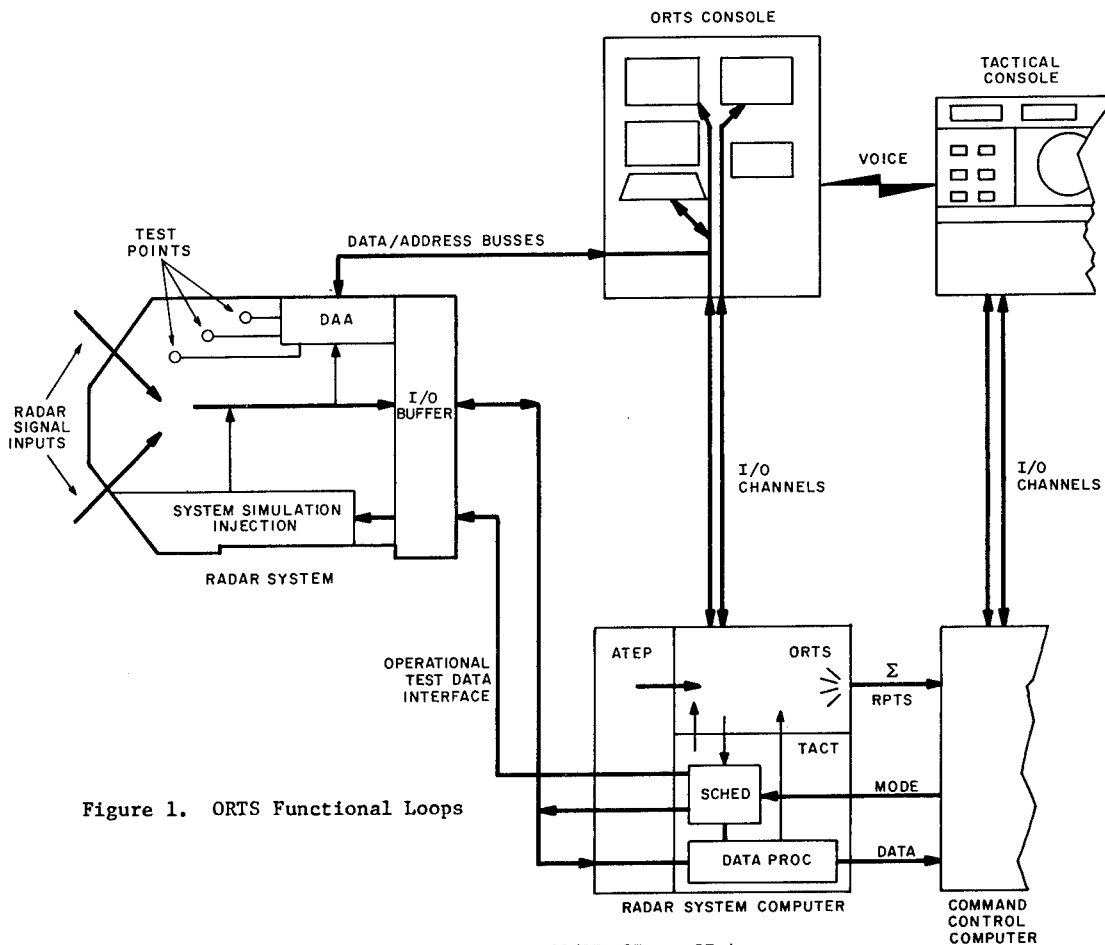 ORTS CONSOLE
TACTICAL
CONSOLE
VOICE
TEST
POINTS
DATA/ADDRESS BUSSES
DAA
I/O
BUFFER
RADAR
SIGNAL
INPUTS
SYSTEM SIMULATION
INJECTION
RADAR SYSTEM
I/O
CHANNELS
I/O
CHANNELS
OPERATIONAL
TEST DATA
INTERFACE
ATEP
ORTS
Σ
RPTS
TACT
SCHED
MODE
DATA PROC
DATA
RADAR SYSTEM COMPUTER
COMMAND
CONTROL
COMPUTER
Figure 1. ORTS Functional Loops